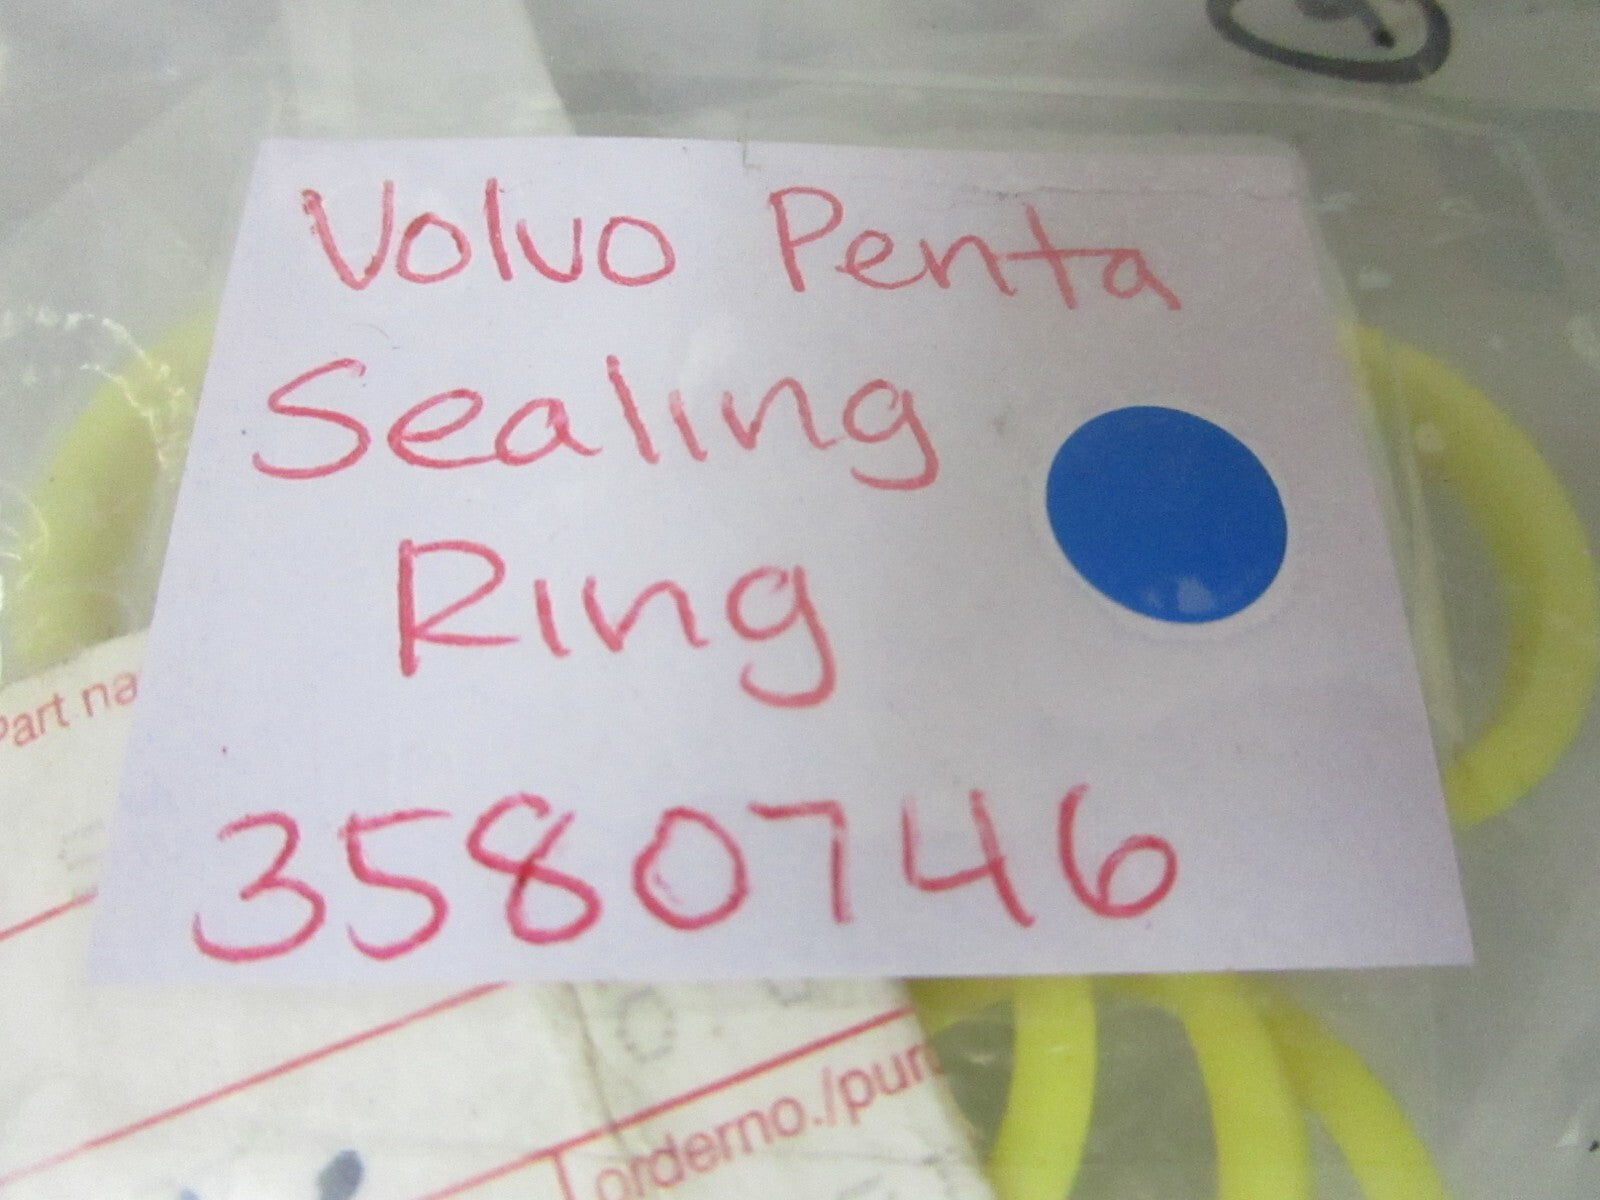 Volvo Penta
Sealing
Ring
Part na
3580746
orderno./pur